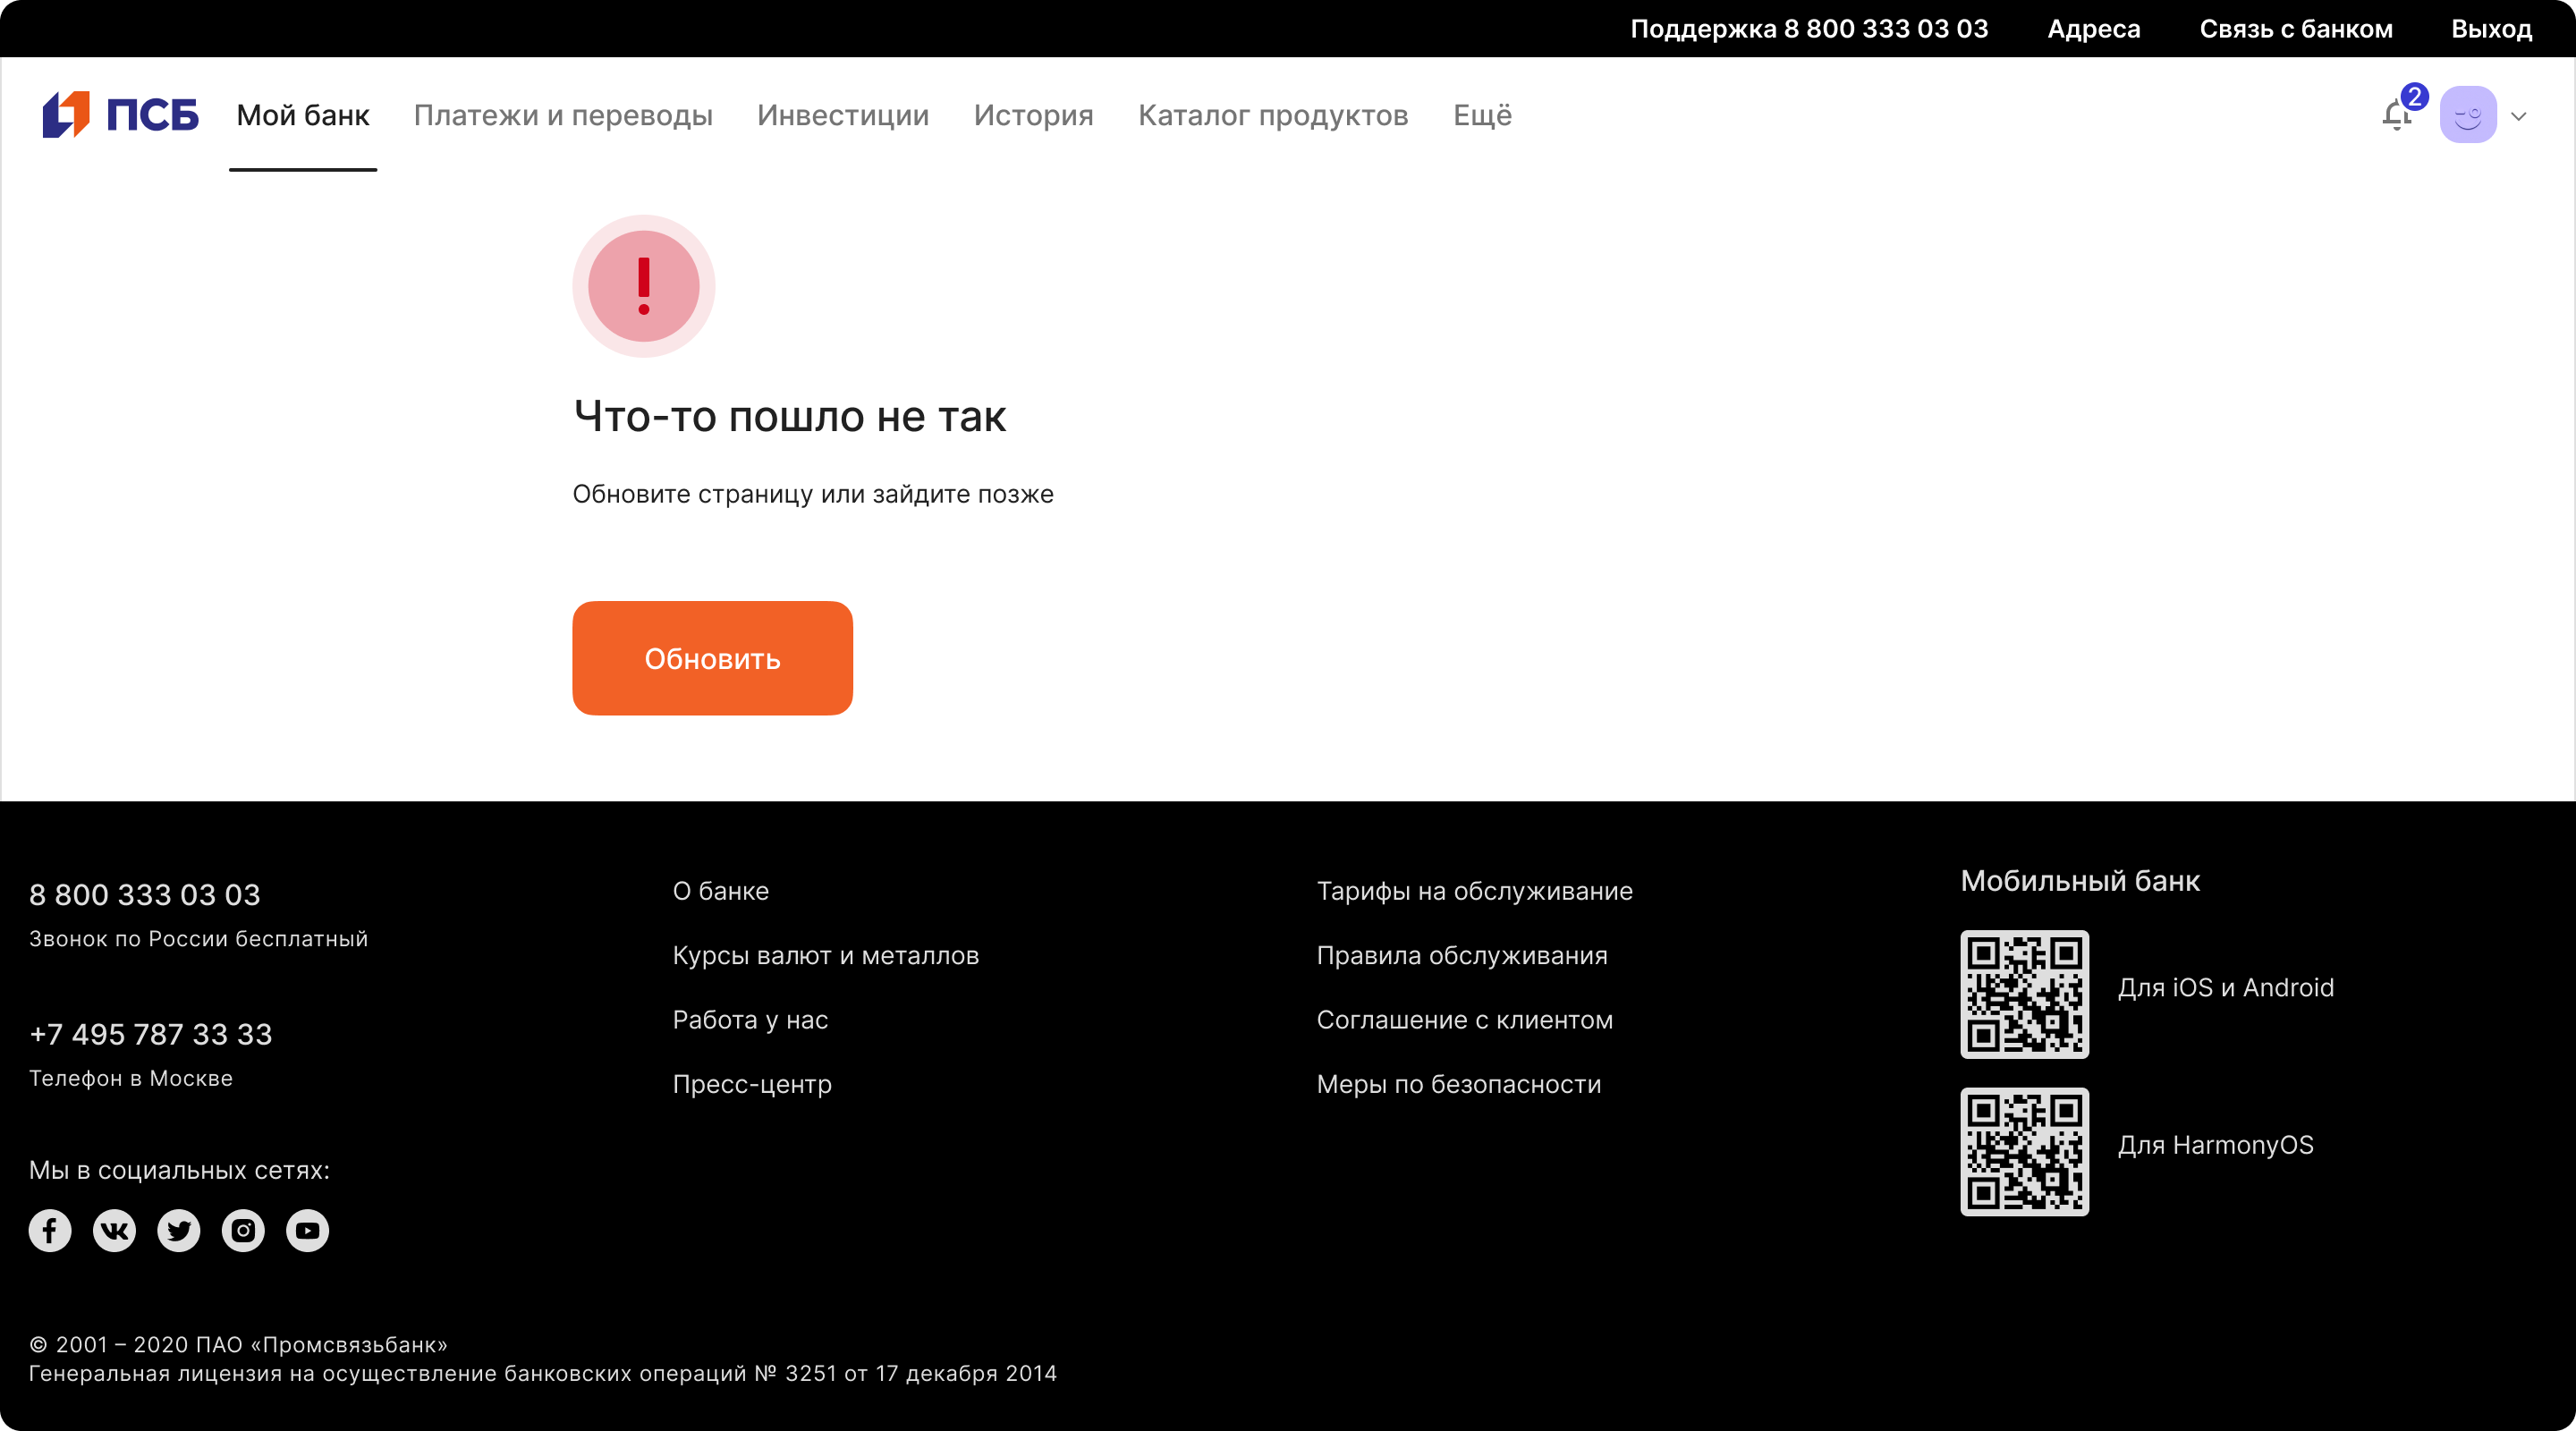 Поддержка 8 800 333 03 03 Адреса Связь с банком Выход
ПСБ Мой банк Платежи и переводы Инвестиции История Каталог продуктов Ещё 2
Что-то пошло не так
Обновите страницу или зайдите позже
Обновить
8 800 333 03 03
Звонок по России бесплатный
+7 495 787 33 33
Телефон в Москве
Мы в социальных сетях:
О банке
Курсы валют и металлов
Работа у нас
Пресс-центр
Тарифы на обслуживание
Правила обслуживания
Соглашение с клиентом
Меры по безопасности
Мобильный банк
Для iOS и Android
Для HarmonyOS
© 2001 – 2020 ПАО «Промсвязьбанк»
Генеральная лицензия на осуществление банковских операций № 3251 от 17 декабря 2014